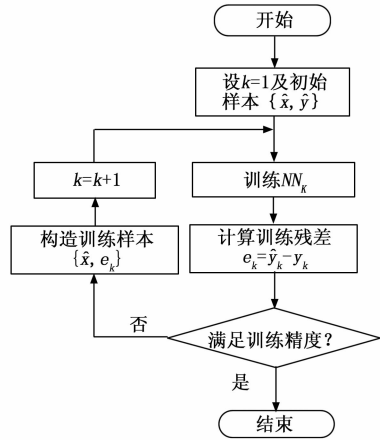 开始
设k=1及初始
样本 {x̂, ŷ}
k=k+1
训练NN_K
构造训练样本
{x̂, e_k}
计算训练残差
e_k=ŷ_k−y_k
否
满足训练精度?
是
结束